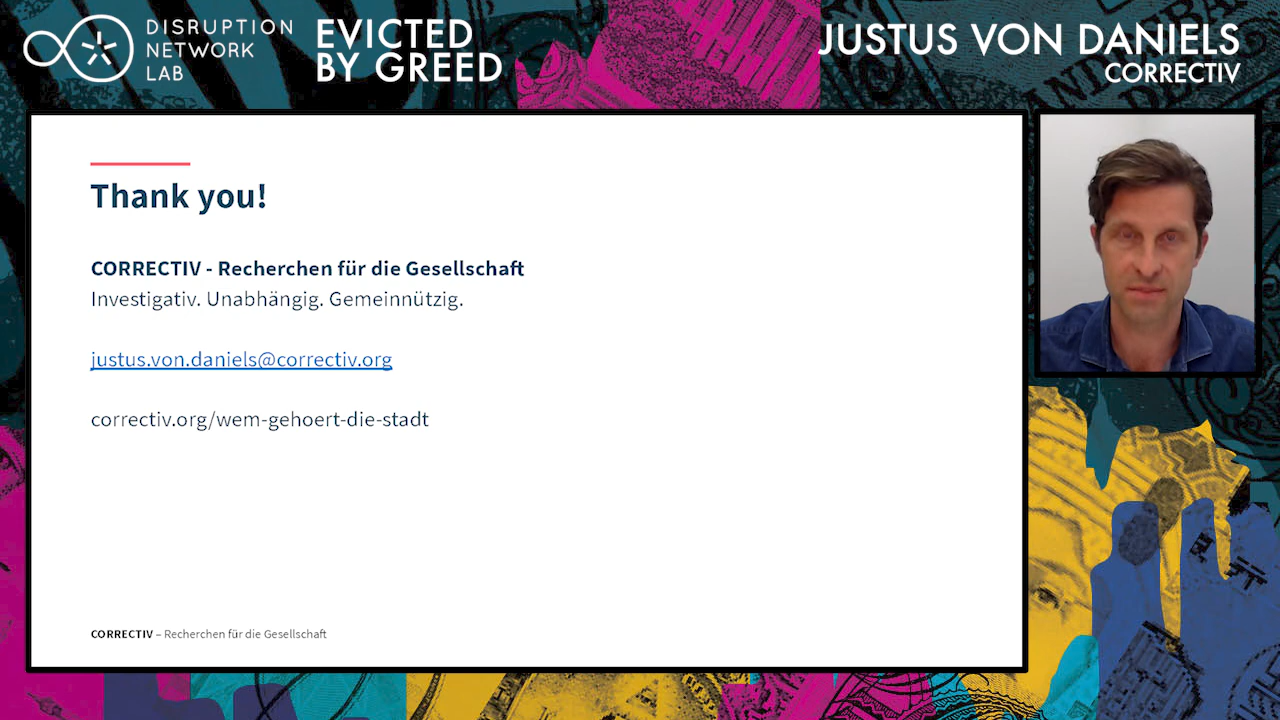 DISRUPTION
NETWORK
LAB
EVICTED
BY GREED
JUSTUS VON DANIELS
CORRECTIV
Thank you!
CORRECTIV - Recherchen für die Gesellschaft
Investigativ. Unabhängig. Gemeinnützig.
justus.von.daniels@correctiv.org
correctiv.org/wem-gehoert-die-stadt
CORRECTIV – Recherchen für die Gesellschaft